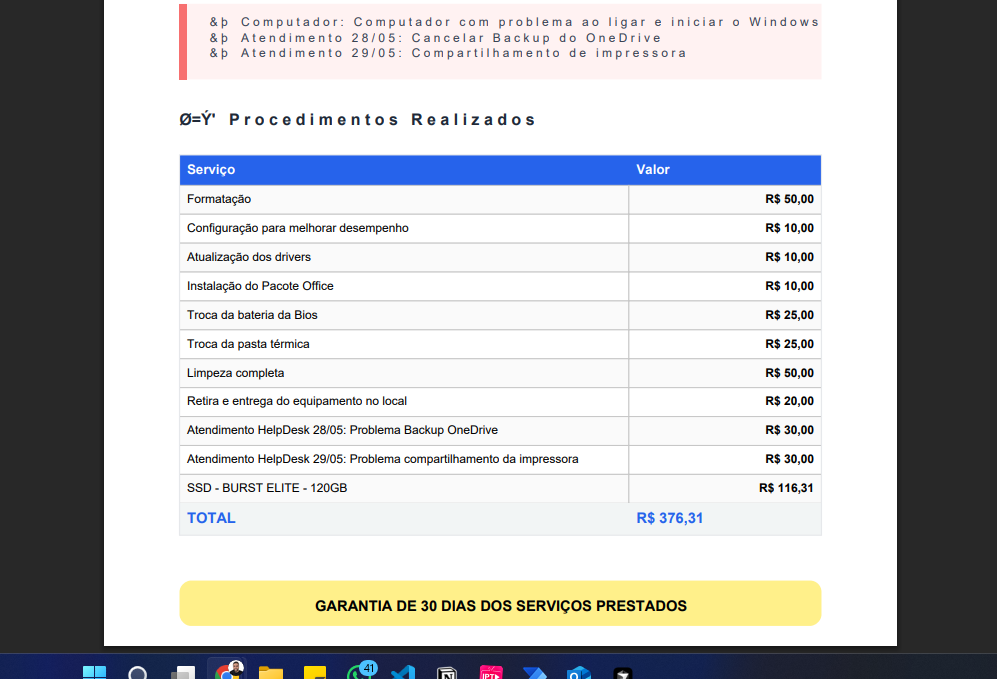 &þ Computador: Computador com problema ao ligar e iniciar o Windows
&þ Atendimento 28/05: Cancelar Backup do OneDrive
&þ Atendimento 29/05: Compartilhamento de impressora
Ø=Ý' Procedimentos Realizados
Serviço Valor
Formatação R$ 50,00
Configuração para melhorar desempenho R$ 10,00
Atualização dos drivers R$ 10,00
Instalação do Pacote Office R$ 10,00
Troca da bateria da Bios R$ 25,00
Troca da pasta térmica R$ 25,00
Limpeza completa R$ 50,00
Retira e entrega do equipamento no local R$ 20,00
Atendimento HelpDesk 28/05: Problema Backup OneDrive R$ 30,00
Atendimento HelpDesk 29/05: Problema compartilhamento da impressora R$ 30,00
SSD - BURST ELITE - 120GB R$ 116,31
TOTAL R$ 376,31
GARANTIA DE 30 DIAS DOS SERVIÇOS PRESTADOS
41